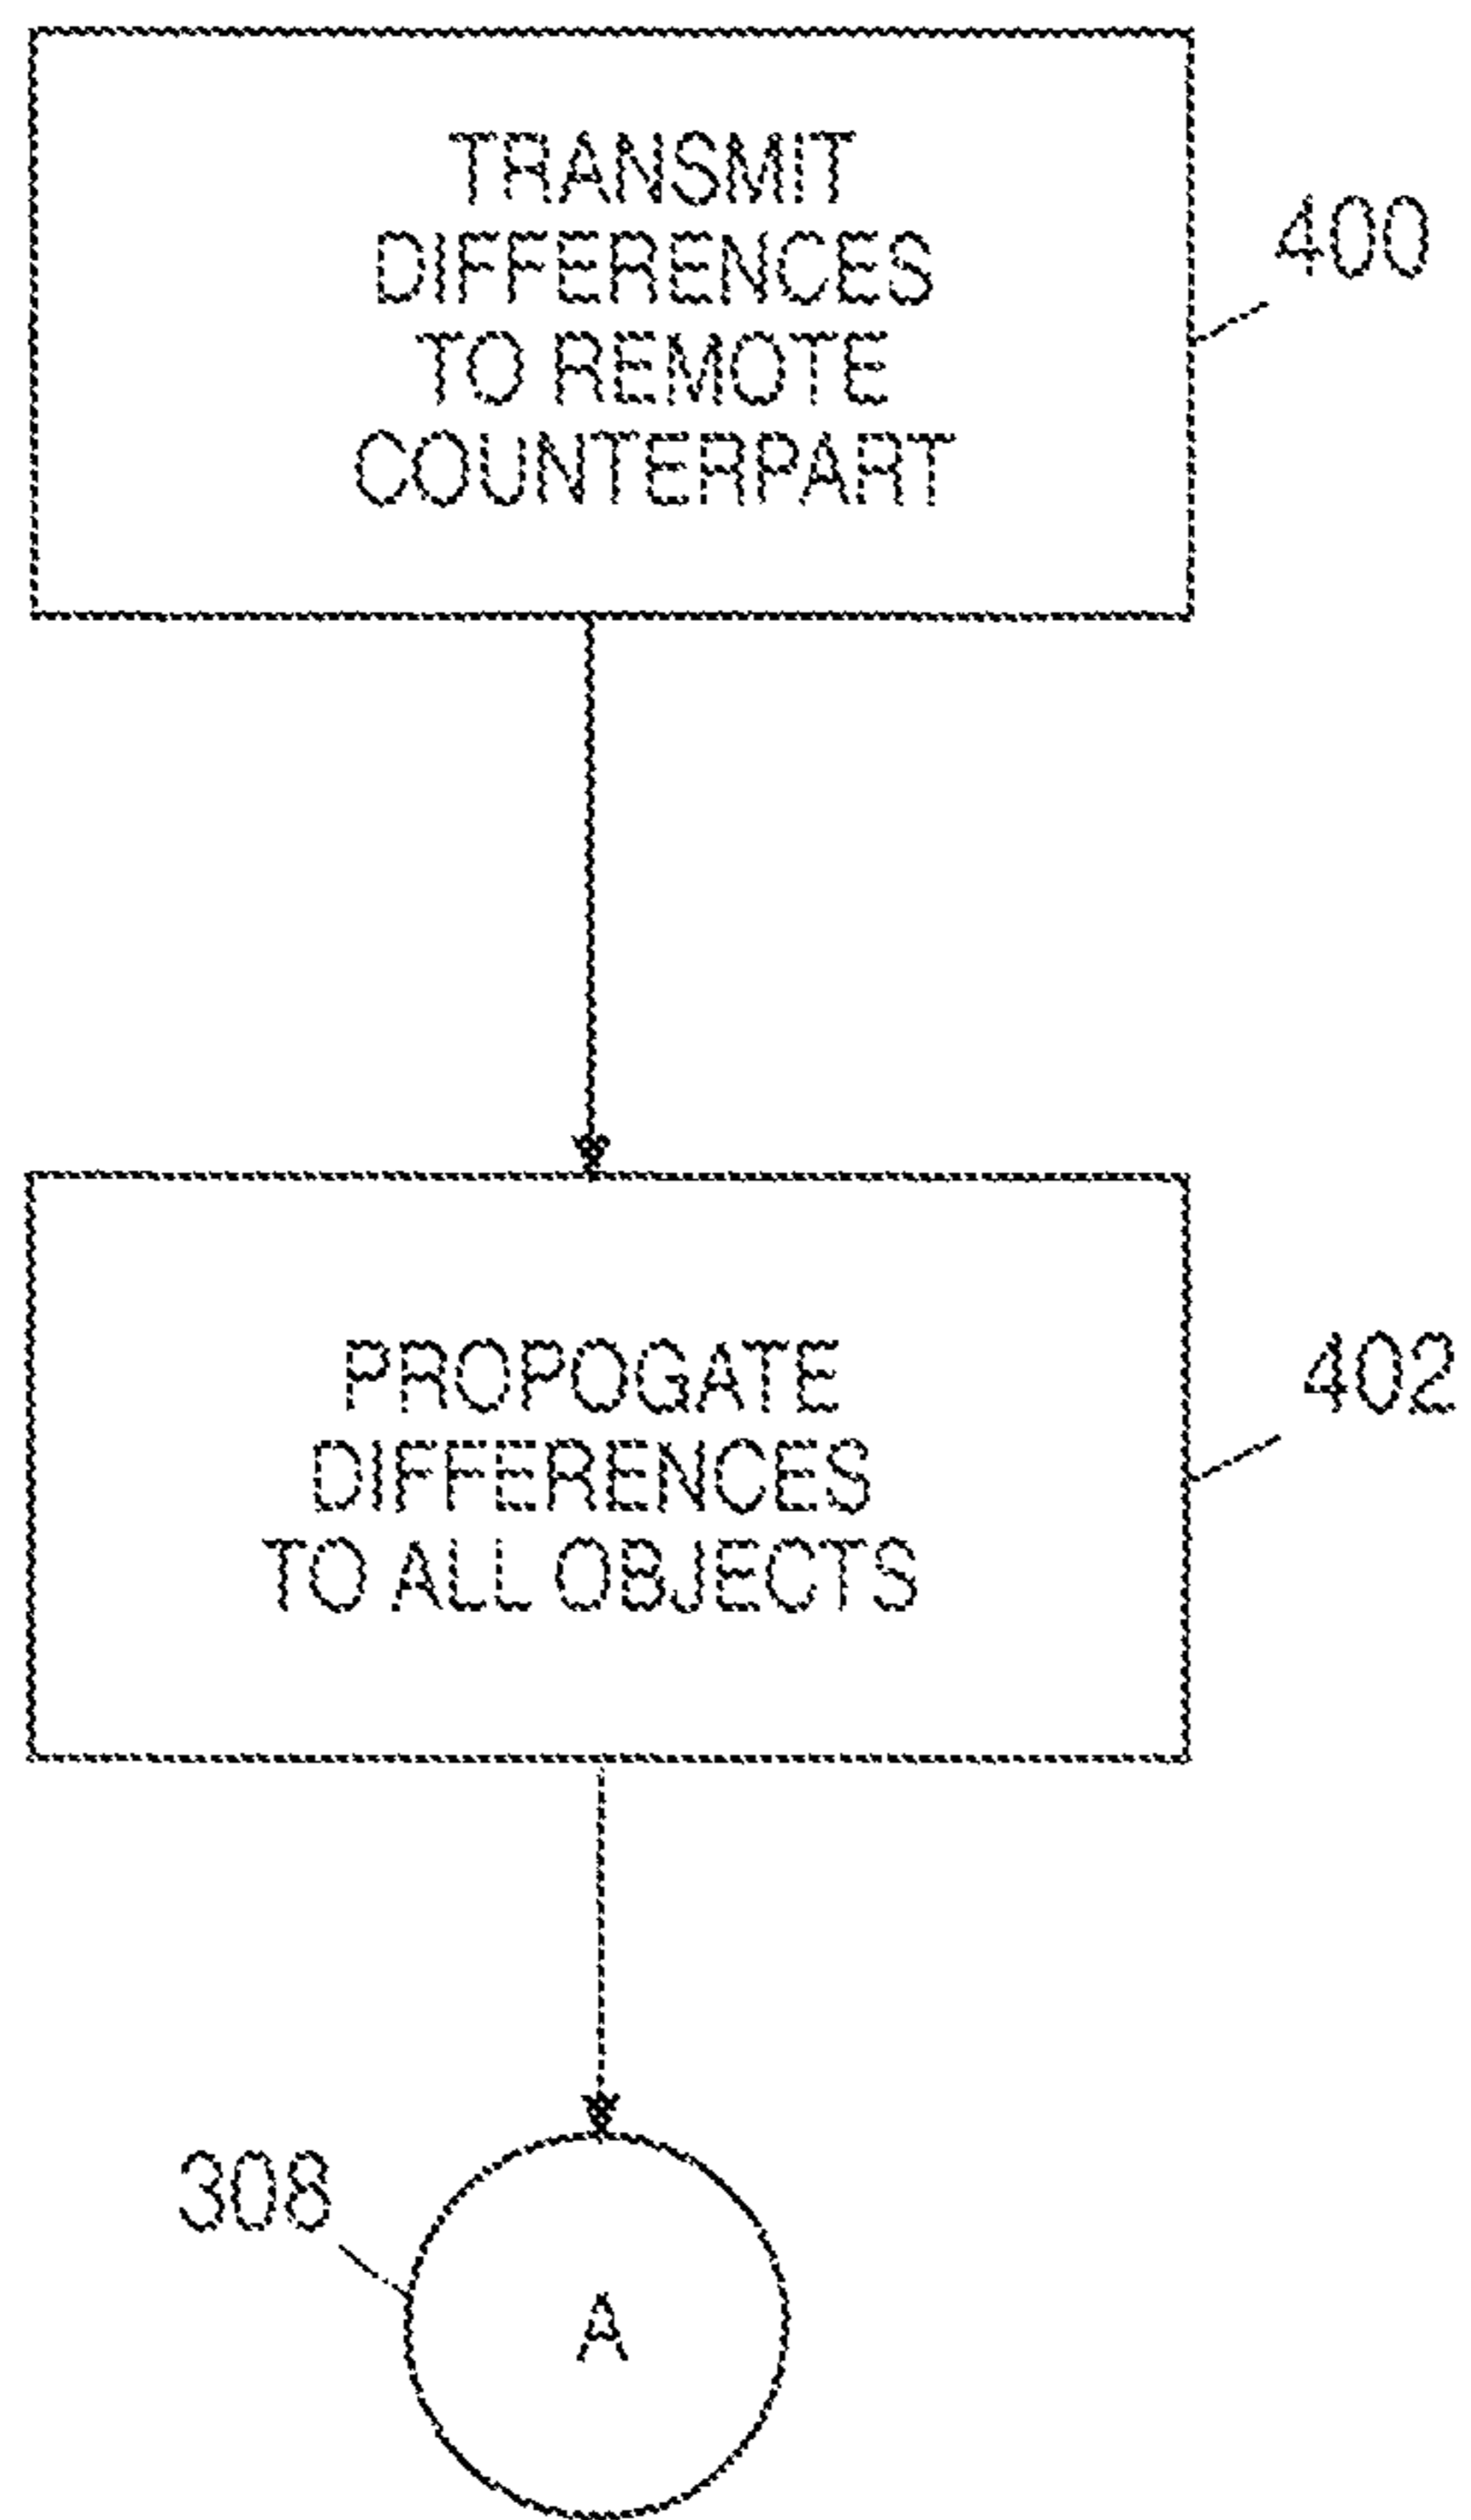 TRANSMIT
DIFFERENCES
TO REMOTE
COUNTERPART
400
PROPOGATE
DIFFERENCES
TO ALL OBJECTS
402
308
A